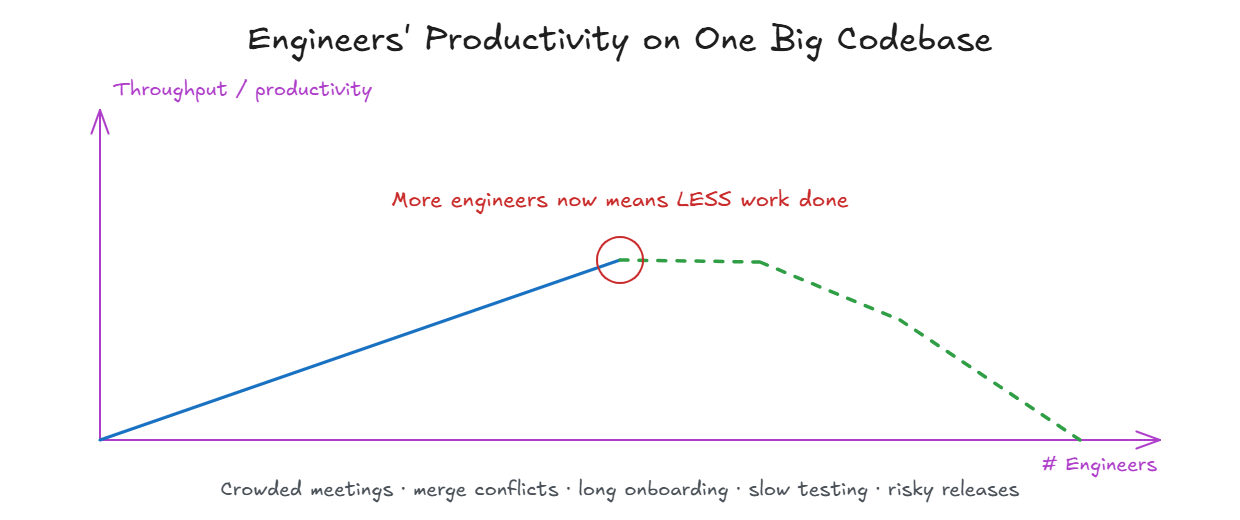 Engineers' Productivity on One Big Codebase
Throughput / productivity
More engineers now means LESS work done
# Engineers
Crowded meetings · merge conflicts · long onboarding · slow testing · risky releases